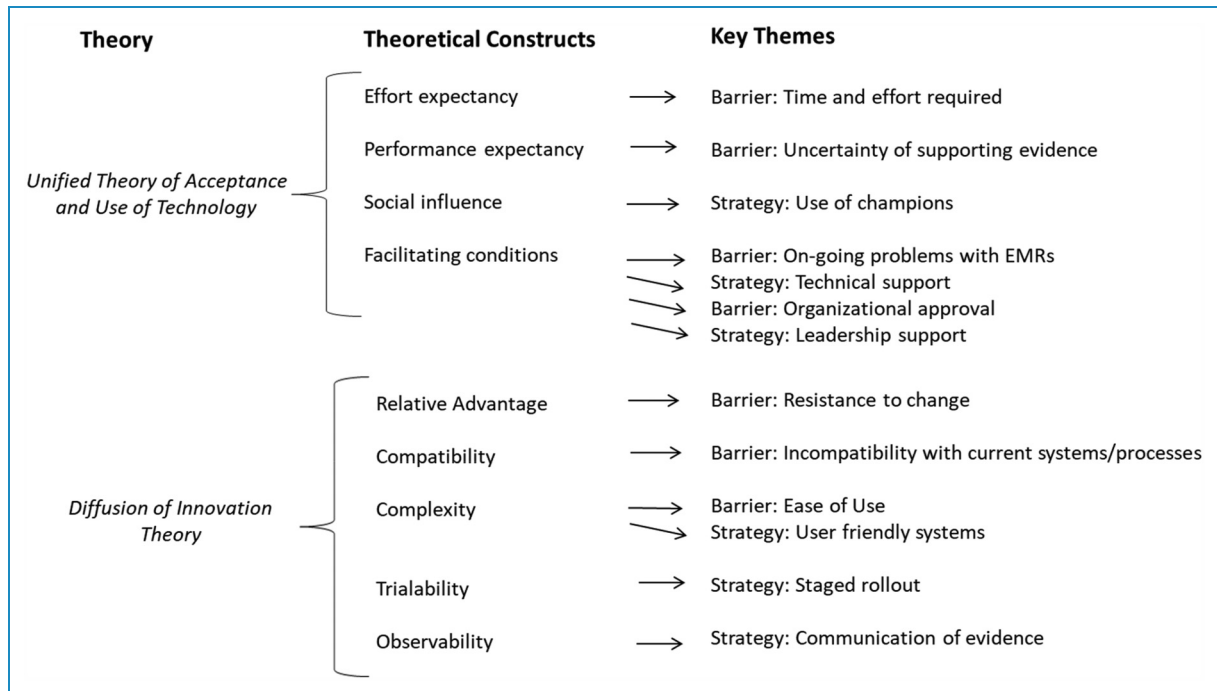 Theory
Theoretical Constructs
Key Themes
Unified Theory of Acceptance
and Use of Technology
Effort expectancy
Barrier: Time and effort required
Performance expectancy
Barrier: Uncertainty of supporting evidence
Social influence
Strategy: Use of champions
Facilitating conditions
Barrier: On-going problems with EMRs
Strategy: Technical support
Barrier: Organizational approval
Strategy: Leadership support
Diffusion of Innovation
Theory
Relative Advantage
Barrier: Resistance to change
Compatibility
Barrier: Incompatibility with current systems/processes
Complexity
Barrier: Ease of Use
Strategy: User friendly systems
Trialability
Strategy: Staged rollout
Observability
Strategy: Communication of evidence